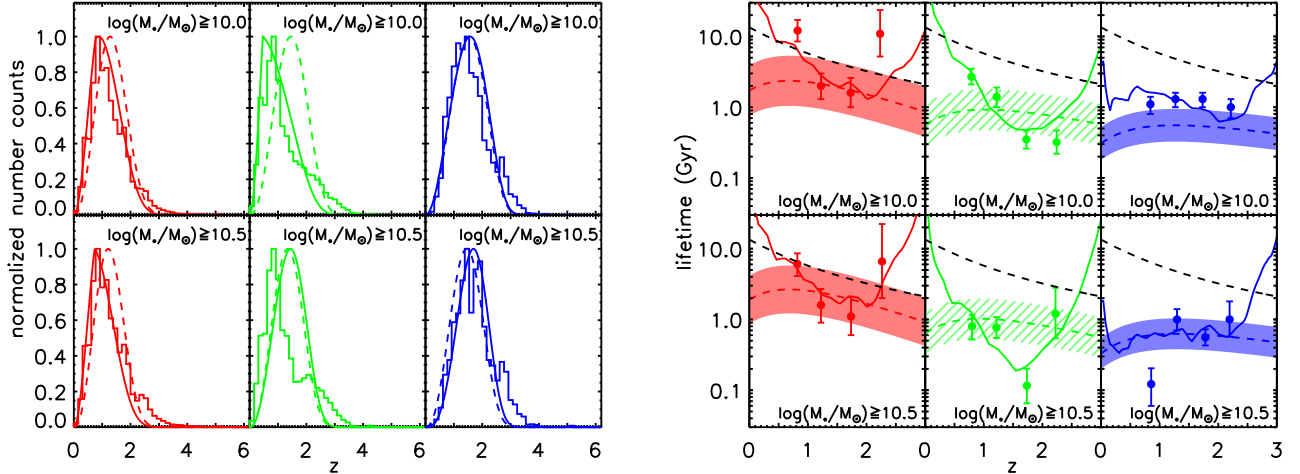 log(M⋆/M☉)≧10.0 log(M⋆/M☉)≧10.0 log(M⋆/M☉)≧10.0
1.0
0.8
0.6
0.4
0.2
0.0
log(M⋆/M☉)≧10.5 log(M⋆/M☉)≧10.5 log(M⋆/M☉)≧10.5
1.0
0.8
0.6
0.4
0.2
0.0
normalized number counts
0 2 4 6 2 4 6 2 4 6
z
10.0
1.0
0.1
log(M⋆/M☉)≧10.0 log(M⋆/M☉)≧10.0 log(M⋆/M☉)≧10.0
10.0
1.0
0.1
log(M⋆/M☉)≧10.5 log(M⋆/M☉)≧10.5 log(M⋆/M☉)≧10.5
lifetime (Gyr)
0 1 2 0 1 2 0 1 2 3
z